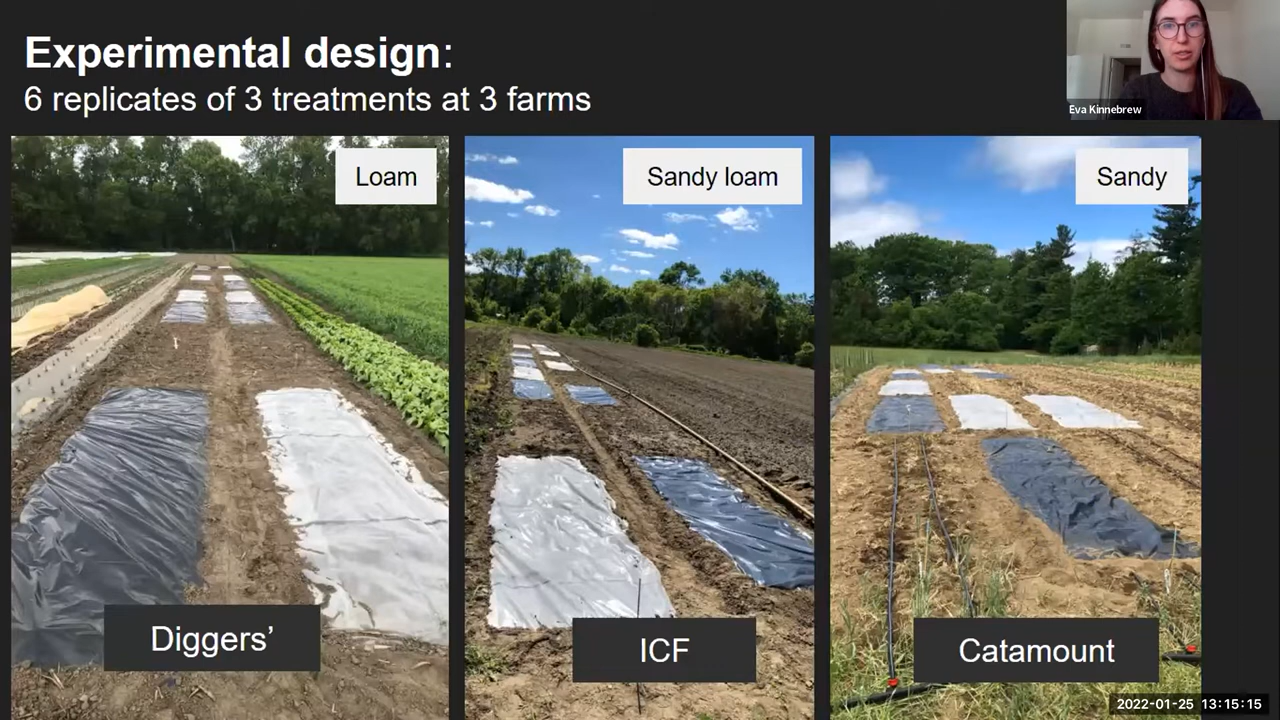 Experimental design:
6 replicates of 3 treatments at 3 farms
Eva Kinnebrew
Loam
Sandy loam
Sandy
Diggers’
ICF
Catamount
2022-01-25 13:15:15